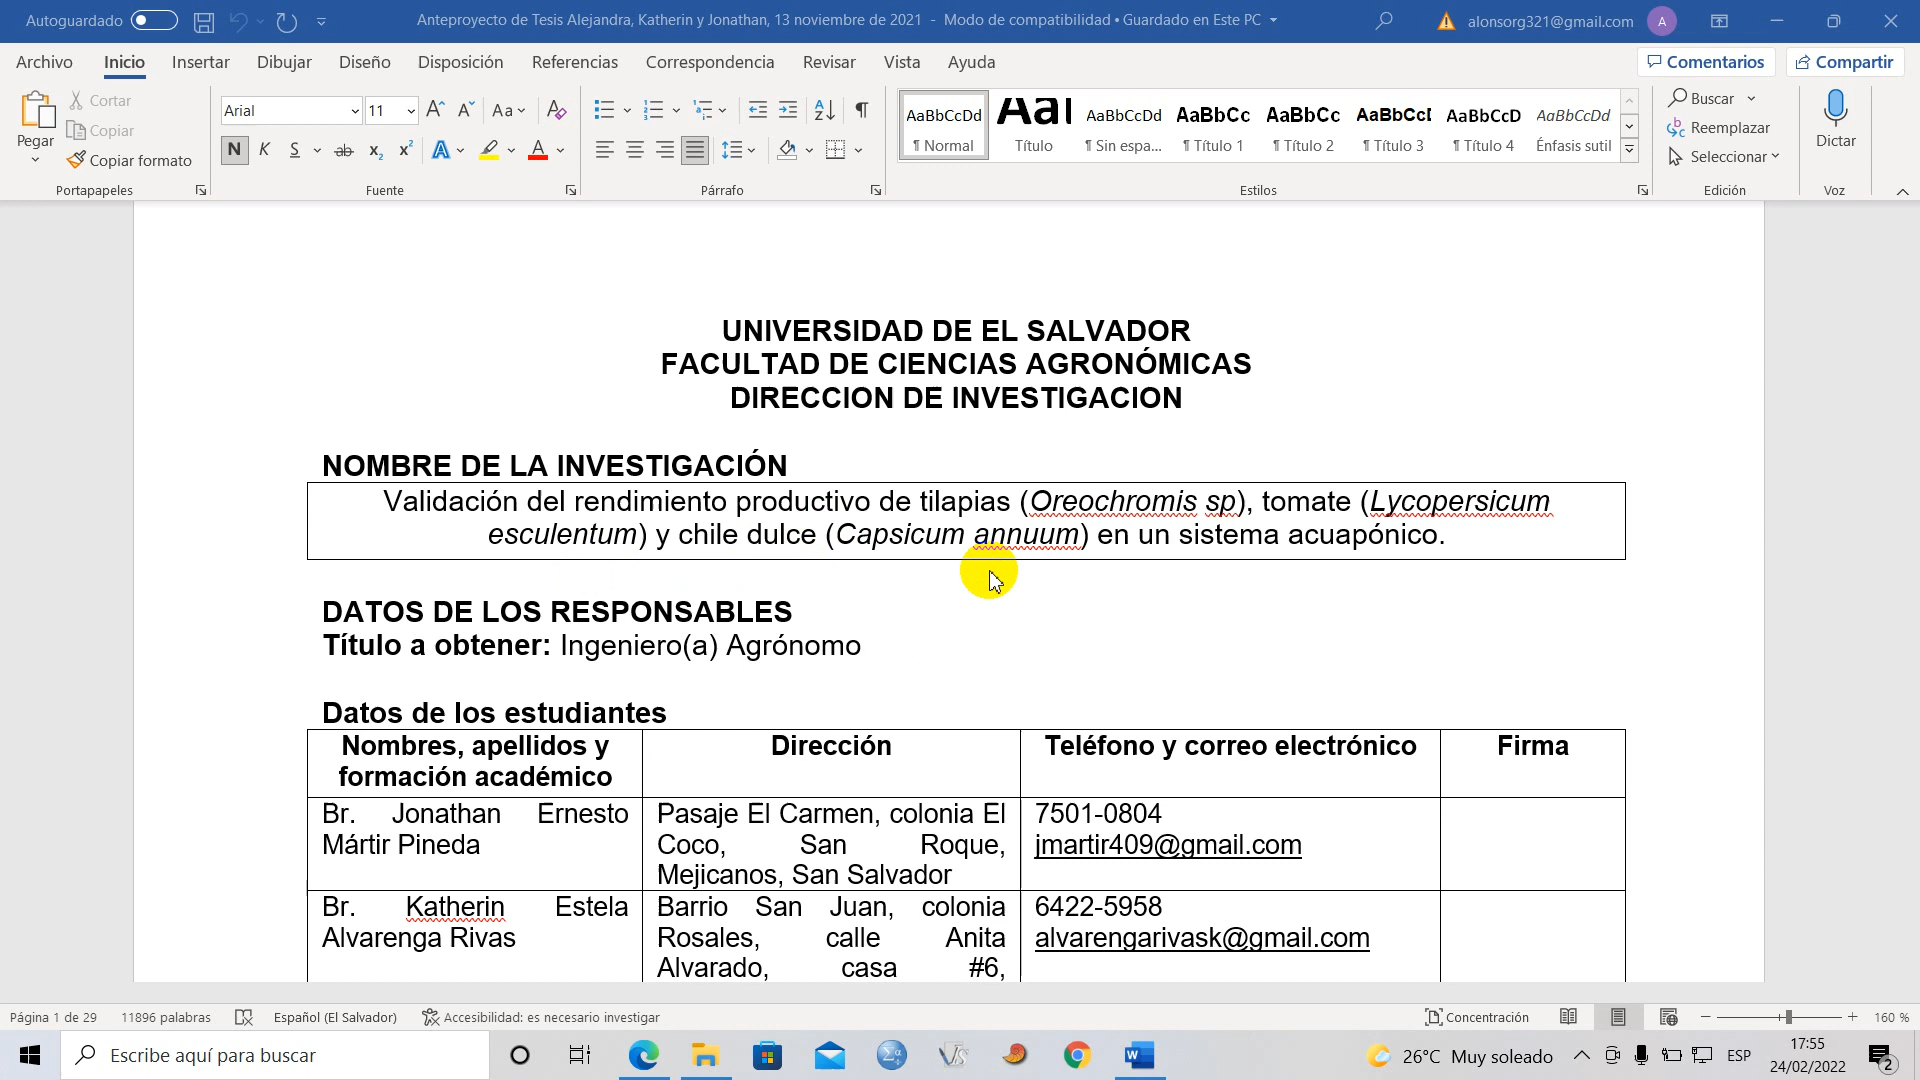 Autoguardado
Anteproyecto de Tesis Alejandra, Katherin y Jonathan, 13 noviembre de 2021 - Modo de compatibilidad • Guardado en Este PC
alonsorg321@gmail.com
A
Archivo
Inicio
Insertar
Dibujar
Diseño
Disposición
Referencias
Correspondencia
Revisar
Vista
Ayuda
Comentarios
Compartir
Pegar
Cortar
Copiar
Copiar formato
Portapapeles
Arial
11
Aa
N K S ab x₂ x² A A
Fuente
Párrafo
AaBbCcDd
¶ Normal
AaI
Título
AaBbCcDd
¶ Sin espa...
AaBbCc
¶ Título 1
AaBbCc
¶ Título 2
AaBbCcI
¶ Título 3
AaBbCcD
¶ Título 4
AaBbCcDd
Énfasis sutil
Estilos
Buscar
Reemplazar
Seleccionar
Edición
Dictar
Voz
UNIVERSIDAD DE EL SALVADOR
FACULTAD DE CIENCIAS AGRONÓMICAS
DIRECCION DE INVESTIGACION
NOMBRE DE LA INVESTIGACIÓN
Validación del rendimiento productivo de tilapias (Oreochromis sp), tomate (Lycopersicum
esculentum) y chile dulce (Capsicum annuum) en un sistema acuapónico.
DATOS DE LOS RESPONSABLES
Título a obtener: Ingeniero(a) Agrónomo
Datos de los estudiantes
Nombres, apellidos y
formación académico
Dirección
Teléfono y correo electrónico
Firma
Br. Jonathan Ernesto
Mártir Pineda
Pasaje El Carmen, colonia El
Coco, San Roque,
Mejicanos, San Salvador
7501-0804
jmartir409@gmail.com
Br. Katherin Estela
Alvarenga Rivas
Barrio San Juan, colonia
Rosales, calle Anita
Alvarado, casa #6,
6422-5958
alvarengarivask@gmail.com
Página 1 de 29
11896 palabras
Español (El Salvador)
Accesibilidad: es necesario investigar
Concentración
160 %
Escribe aquí para buscar
26°C Muy soleado
ESP
17:55
24/02/2022
2